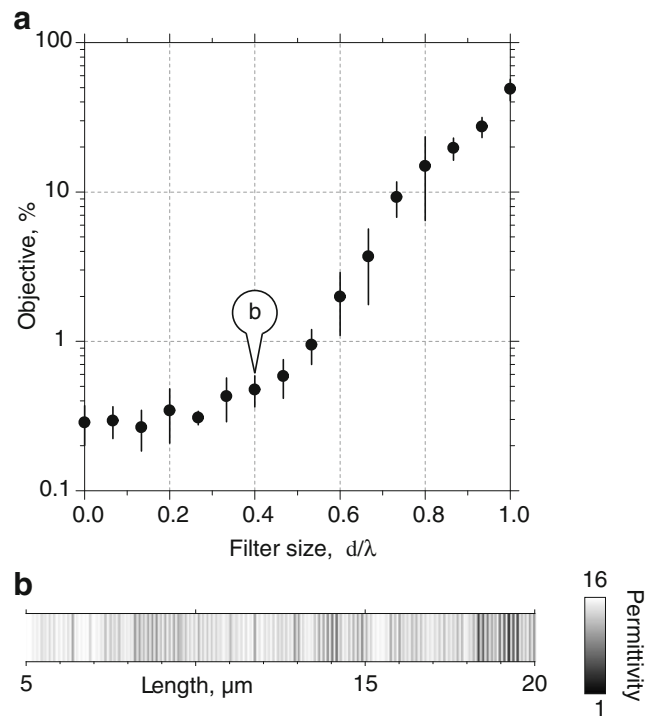 a
100
10
1
0.1
Objective, %
b
0.0 0.2 0.4 0.6 0.8 1.0
Filter size, d/λ
b
16
Permittivity
1
5 15 20
Length, µm